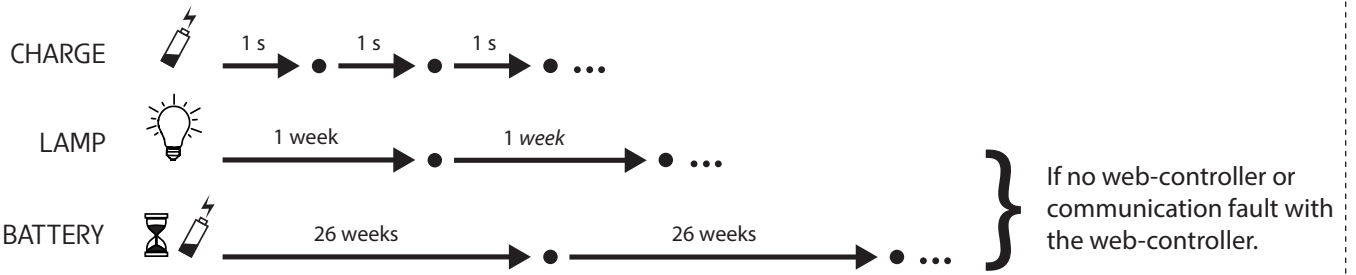 CHARGE 1 s 1 s 1 s ...
LAMP 1 week 1 week ...
BATTERY 26 weeks 26 weeks ...
If no web-controller or
communication fault with
the web-controller.